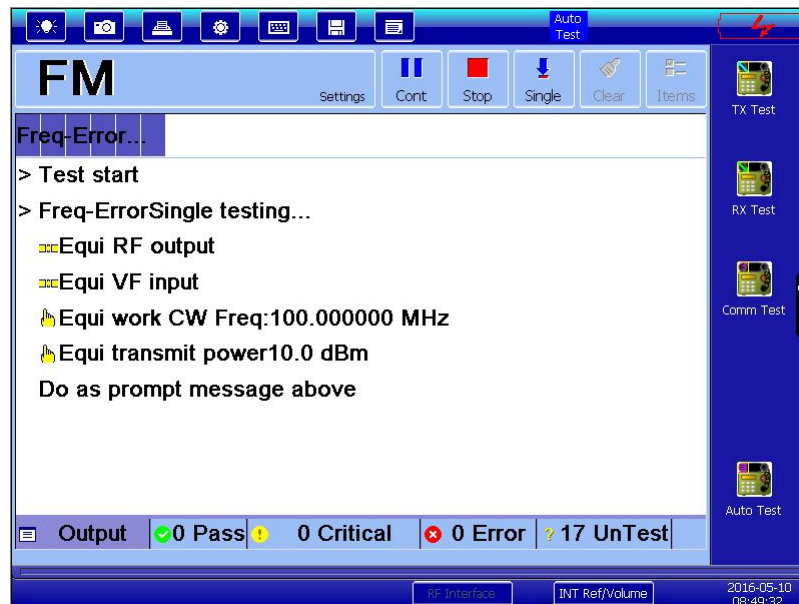 Auto
Test
FM
Settings
Cont
Stop
Single
Clear
Items
Freq-Error...
> Test start
> Freq-ErrorSingle testing...
Equi RF output
Equi VF input
Equi work CW Freq:100.000000 MHz
Equi transmit power10.0 dBm
Do as prompt message above
Output
0 Pass
0 Critical
0 Error
17 UnTest
TX Test
RX Test
Comm Test
Auto Test
RF Interface
INT Ref/Volume
2016-05-10
08:49:32